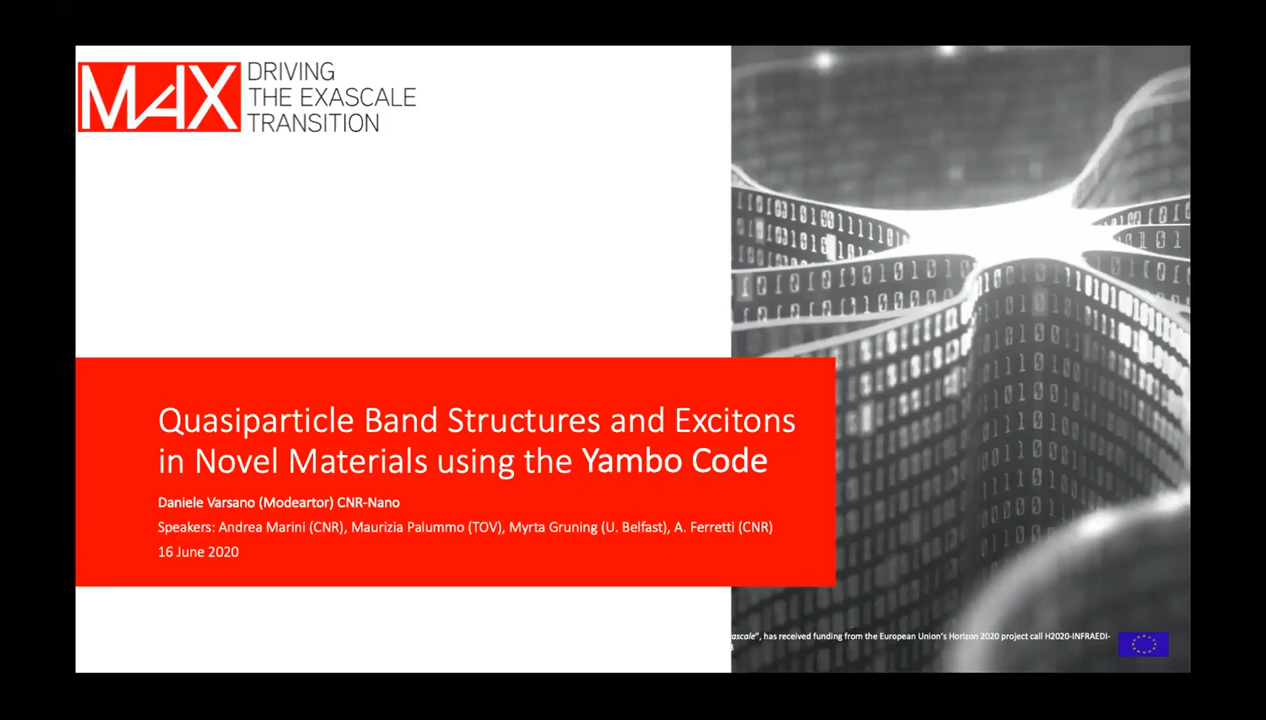 MAX
DRIVING
THE EXASCALE
TRANSITION
Quasiparticle Band Structures and Excitons
in Novel Materials using the Yambo Code
Daniele Varsano (Modeartor) CNR-Nano
Speakers: Andrea Marini (CNR), Maurizia Palummo (TOV), Myrta Gruning (U. Belfast), A. Ferretti (CNR)
16 June 2020
ascale", has received funding from the European Union's Horizon 2020 project call H2020-INFRAEDI-